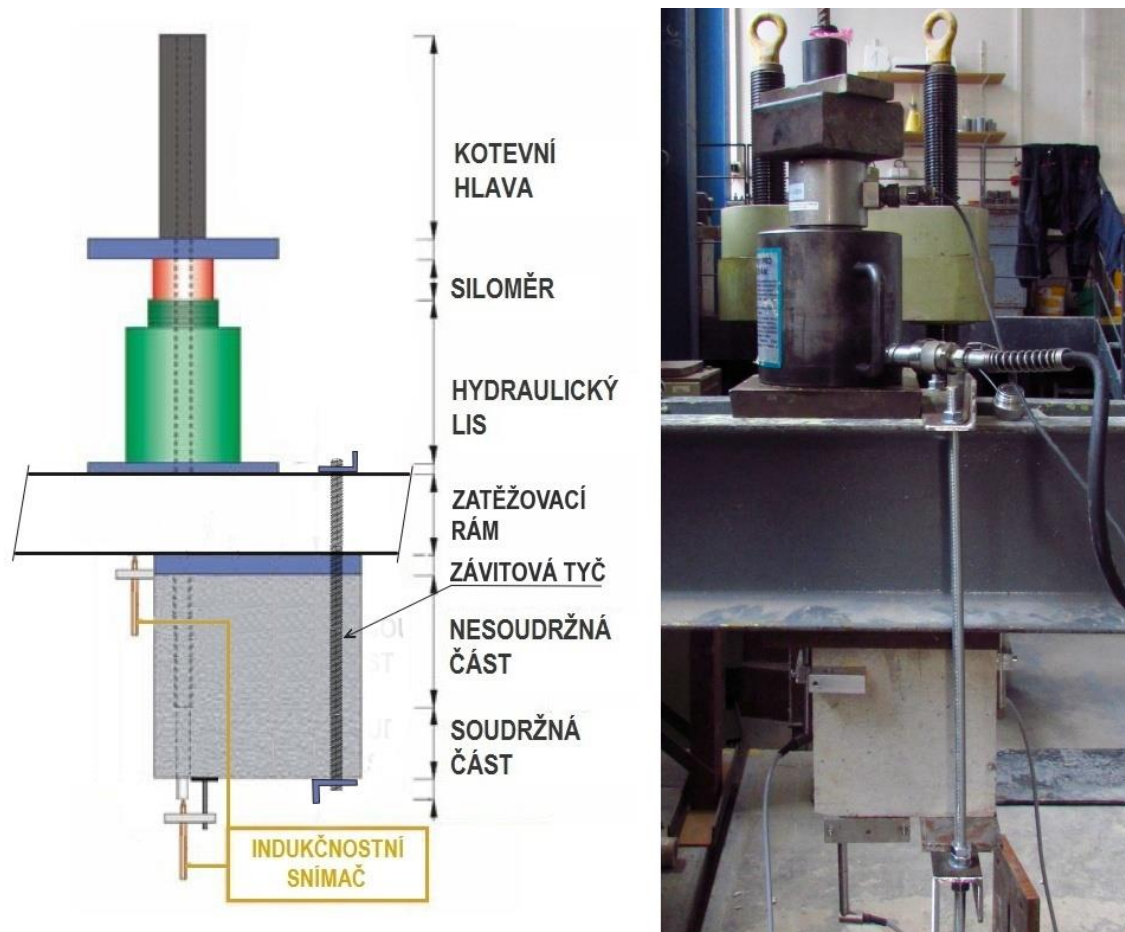 KOTEVNÍ
HLAVA
SILOMĚR
HYDRAULICKÝ
LIS
ZATĚŽOVACÍ
RÁM
ZÁVITOVÁ TYČ
NESOUDRŽNÁ
ČÁST
SOUDRŽNÁ
ČÁST
INDUKČNOSTNÍ
SNÍMAČ